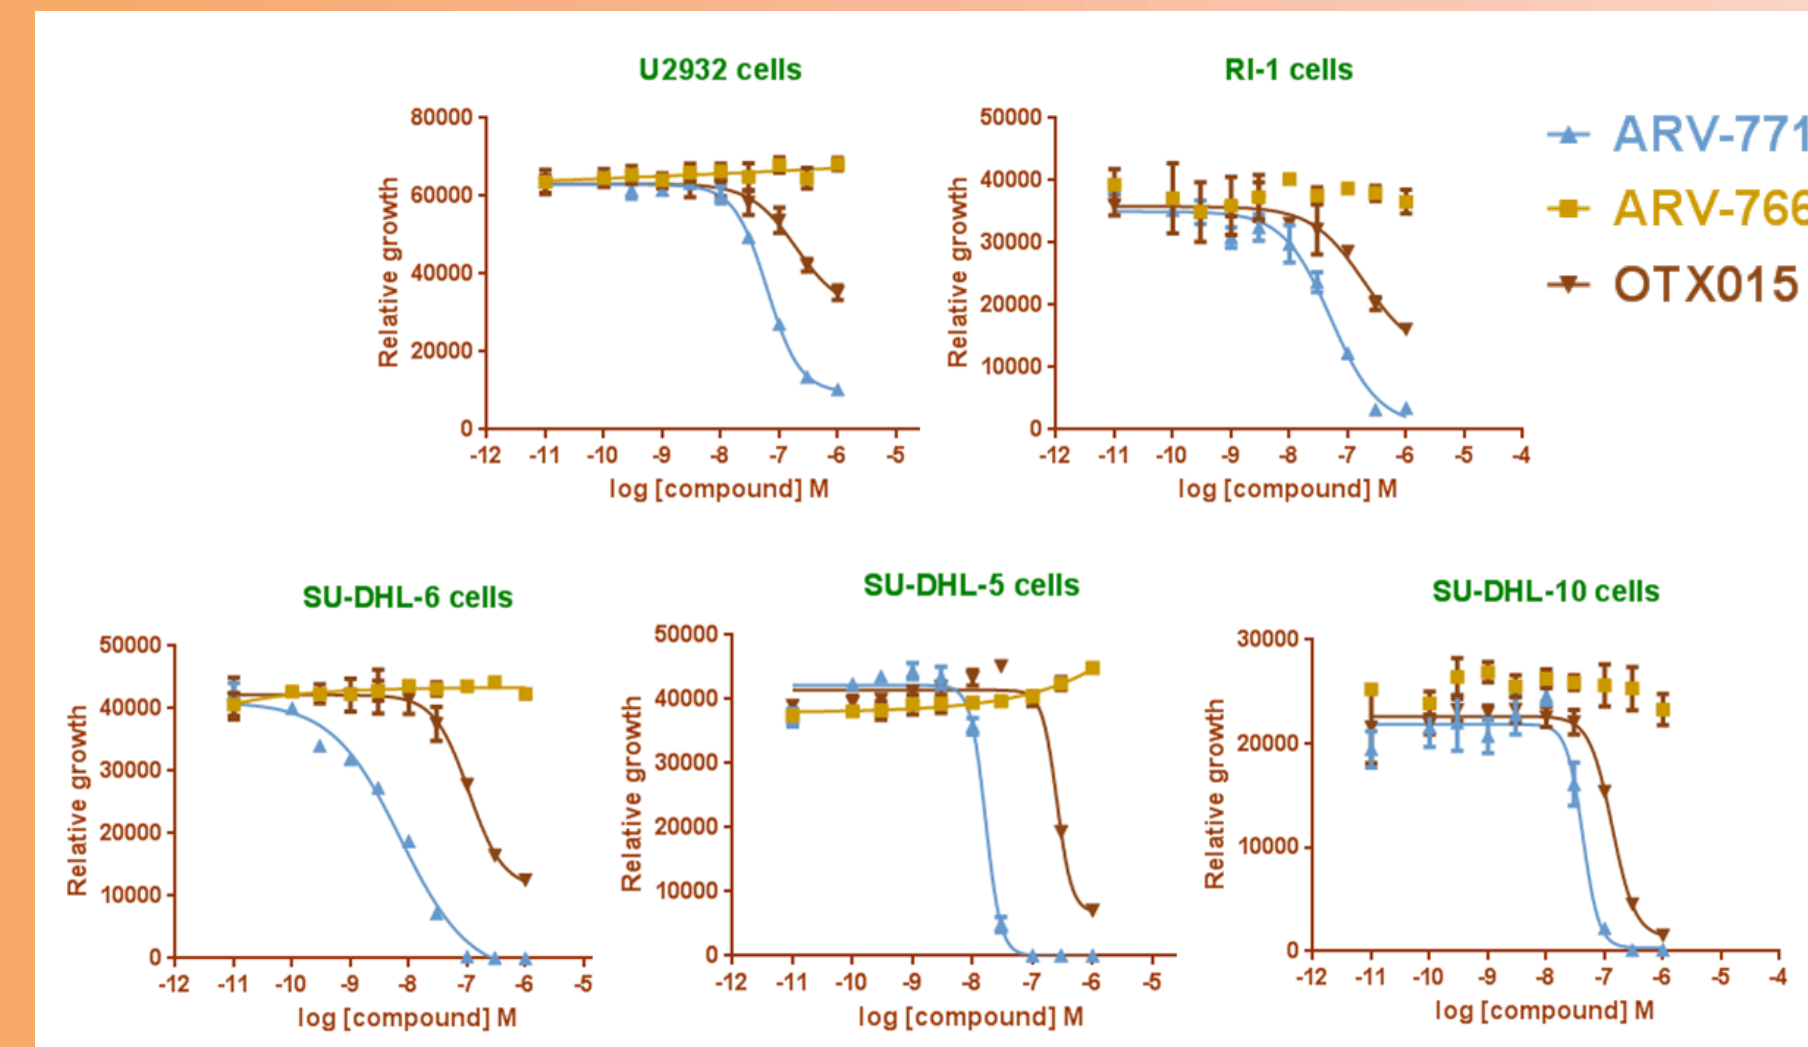 U2932 cells
RI-1 cells
80000
60000
40000
20000
0
Relative growth
-12 -11 -10 -9 -8 -7 -6 -5
log [compound] M
50000
40000
30000
20000
10000
0
Relative growth
-12 -11 -10 -9 -8 -7 -6 -5 -4
log [compound] M
ARV-771
ARV-766
OTX015
SU-DHL-6 cells
50000
40000
30000
20000
10000
0
Relative growth
-12 -11 -10 -9 -8 -7 -6 -5
log [compound] M
SU-DHL-5 cells
50000
40000
30000
20000
10000
0
Relative growth
-12 -11 -10 -9 -8 -7 -6 -5
log [compound] M
SU-DHL-10 cells
30000
20000
10000
0
Relative growth
-12 -11 -10 -9 -8 -7 -6 -5 -4
log [compound] M